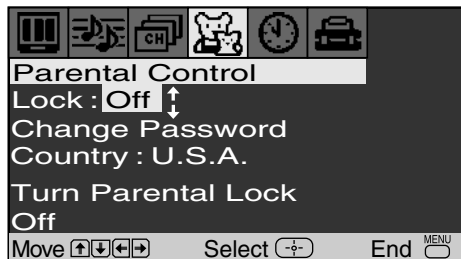 CH
Parental Control
Lock : Off
Change Password
Country : U.S.A.
Turn Parental Lock
Off
Move Select End MENU